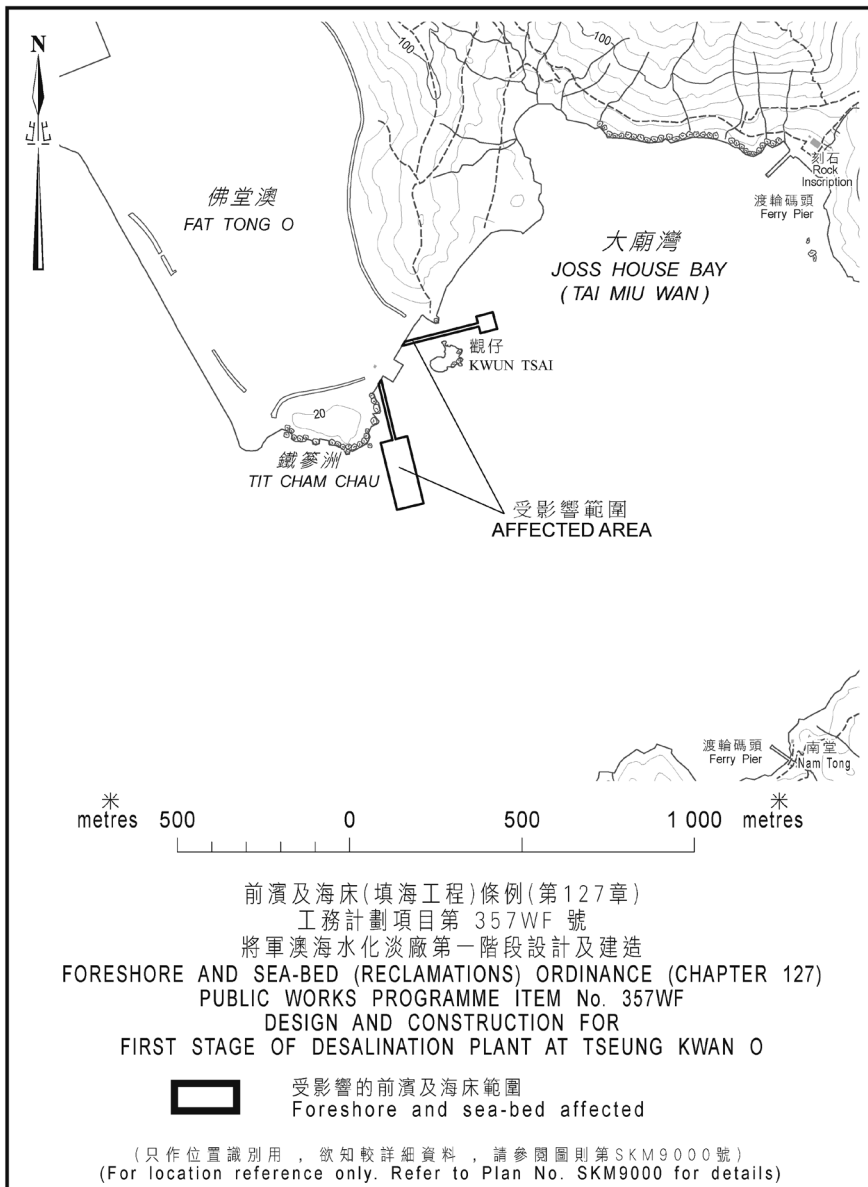 N
100
100
刻石
Rock
Inscription
渡輪碼頭
Ferry Pier
佛堂澳
FAT TONG O
大廟灣
JOSS HOUSE BAY
(TAI MIU WAN)
觀仔
KWUN TSAI
20
鐵篸洲
TIT CHAM CHAU
受影響範圍
AFFECTED AREA
渡輪碼頭
Ferry Pier
南堂
Nam Tong
米 米
metres 500 0 500 1 000 metres
前濱及海床(填海工程)條例(第127章)
工務計劃項目第 357WF 號
將軍澳海水化淡廠第一階段設計及建造
FORESHORE AND SEA-BED (RECLAMATIONS) ORDINANCE (CHAPTER 127)
PUBLIC WORKS PROGRAMME ITEM No. 357WF
DESIGN AND CONSTRUCTION FOR
FIRST STAGE OF DESALINATION PLANT AT TSEUNG KWAN O
受影響的前濱及海床範圍
Foreshore and sea-bed affected
(只作位置識別用 , 欲知較詳細資料 , 請參閱圖則第SKM9000號)
(For location reference only. Refer to Plan No. SKM9000 for details)